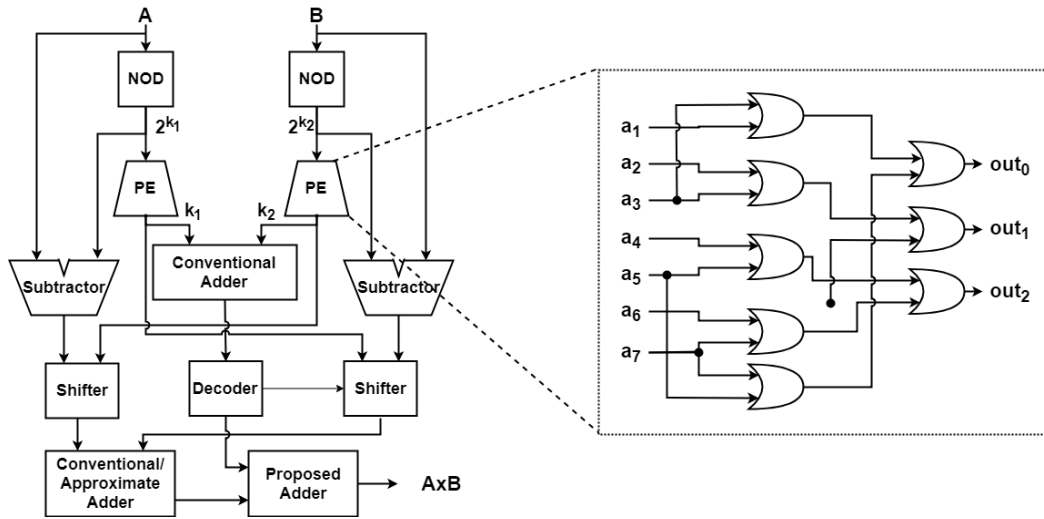 A
B
NOD
NOD
2^k1
2^k2
PE
PE
k1
k2
Conventional
Adder
Subtractor
Subtractor
Shifter
Decoder
Shifter
Conventional/
Approximate
Adder
Proposed
Adder
AxB
a1
a2
a3
a4
a5
a6
a7
out0
out1
out2